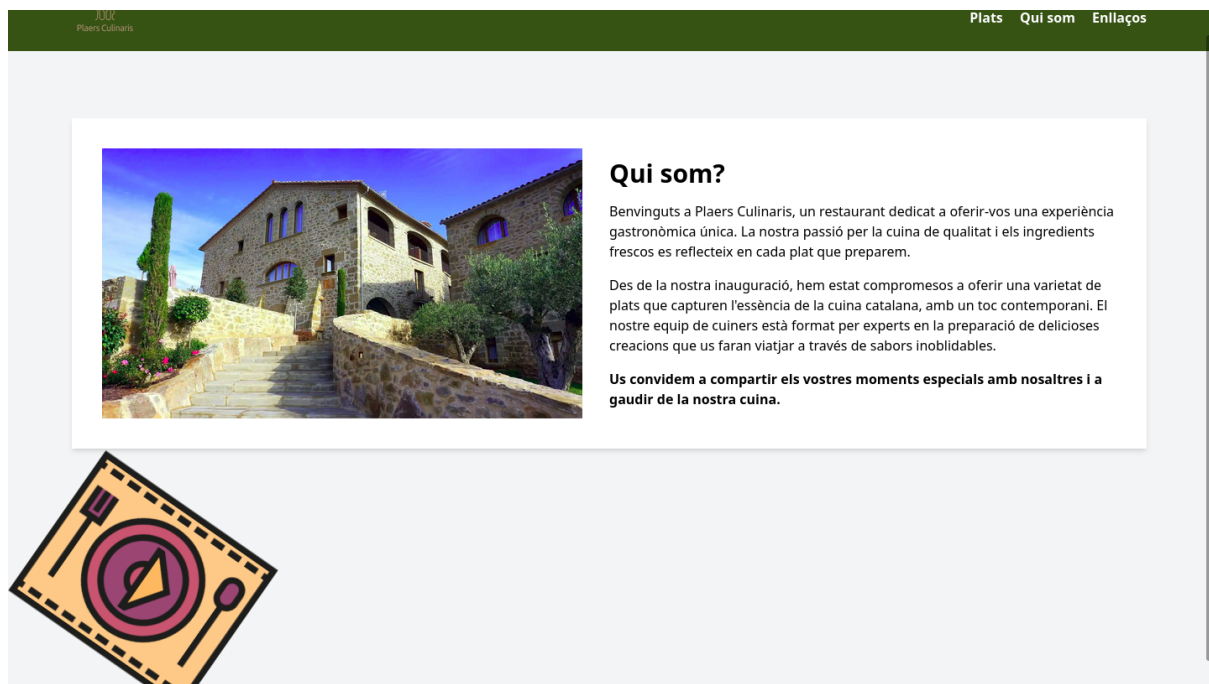 Plaers Culinaris
Plats Qui som Enllaços
Qui som?
Benvinguts a Plaers Culinaris, un restaurant dedicat a oferir-vos una experiència
gastronòmica única. La nostra passió per la cuina de qualitat i els ingredients
frescos es reflecteix en cada plat que preparem.
Des de la nostra inauguració, hem estat compromesos a oferir una varietat de
plats que capturen l'essència de la cuina catalana, amb un toc contemporani. El
nostre equip de cuiners està format per experts en la preparació de delicioses
creacions que us faran viatjar a través de sabors inoblidables.
Us convidem a compartir els vostres moments especials amb nosaltres i a
gaudir de la nostra cuina.